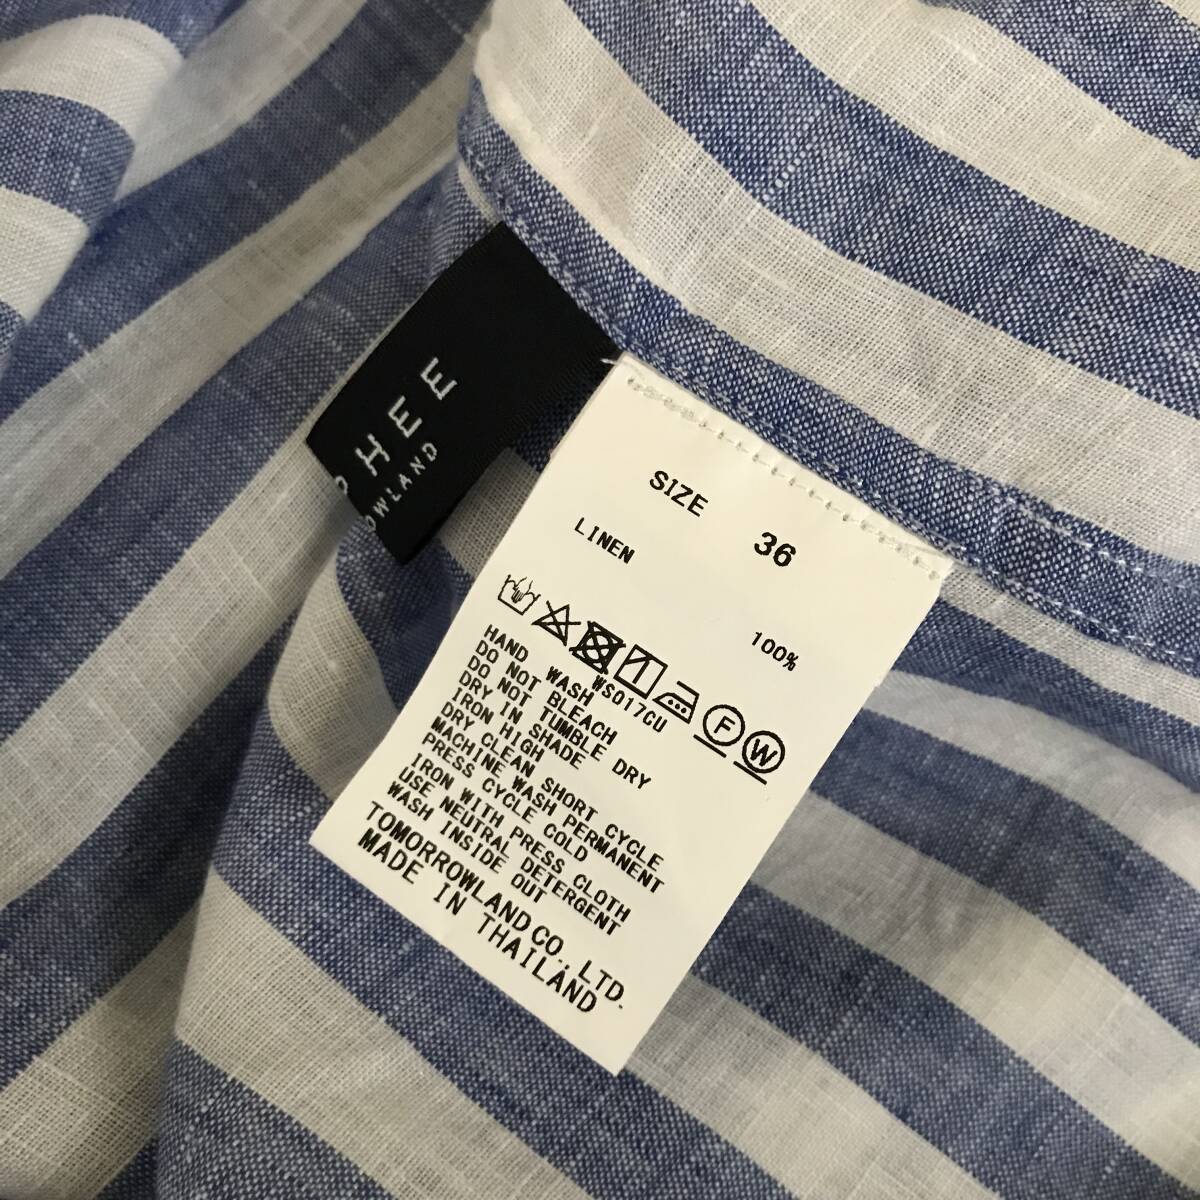 PHEE
OWLAND
SIZE 36
LINEN 100%
F W
WS017CU
HAND WASH
DO NOT BLEACH
DO NOT TUMBLE DRY
DRY IN SHADE
IRON HIGH
DRY CLEAN SHORT CYCLE
MACHINE WASH PERMANENT
PRESS CYCLE COLD
IRON WITH PRESS CLOTH
USE NEUTRAL DETERGENT
WASH INSIDE OUT
TOMORROWLAND CO., LTD.
MADE IN THAILAND